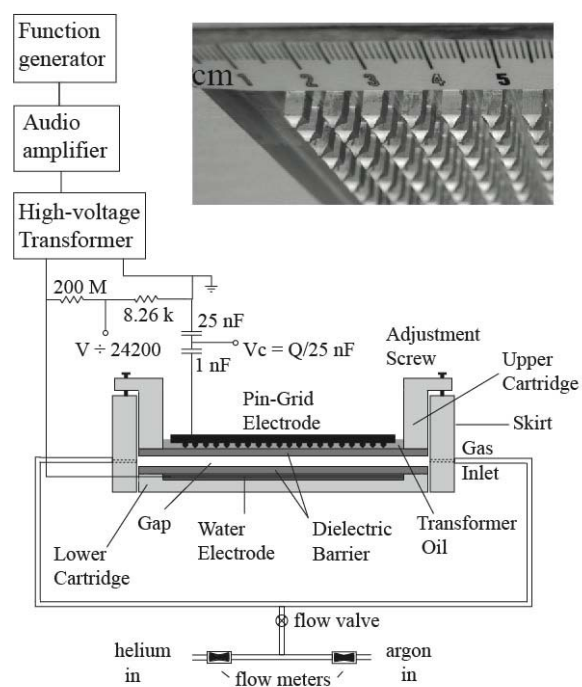 Function
generator
Audio
amplifier
High-voltage
Transformer
cm 1 2 3 4 5
200 M
8.26 k
25 nF
V ÷ 24200
Vc = Q/25 nF
1 nF
Adjustment
Screw
Upper
Cartridge
Pin-Grid
Electrode
Skirt
Gas
Inlet
Gap
Water
Electrode
Dielectric
Barrier
Transformer
Oil
Lower
Cartridge
flow valve
helium
in
argon
in
flow meters